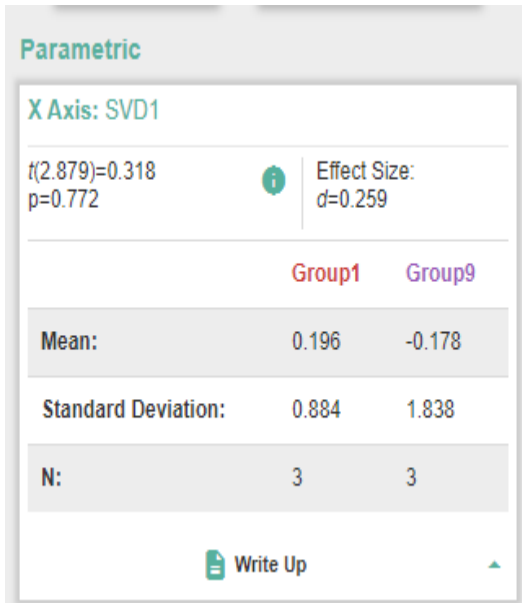 Parametric
X Axis: SVD1
t(2.879)=0.318
p=0.772
Effect Size:
d=0.259
Group1 Group9
Mean: 0.196 -0.178
Standard Deviation: 0.884 1.838
N: 3 3
Write Up